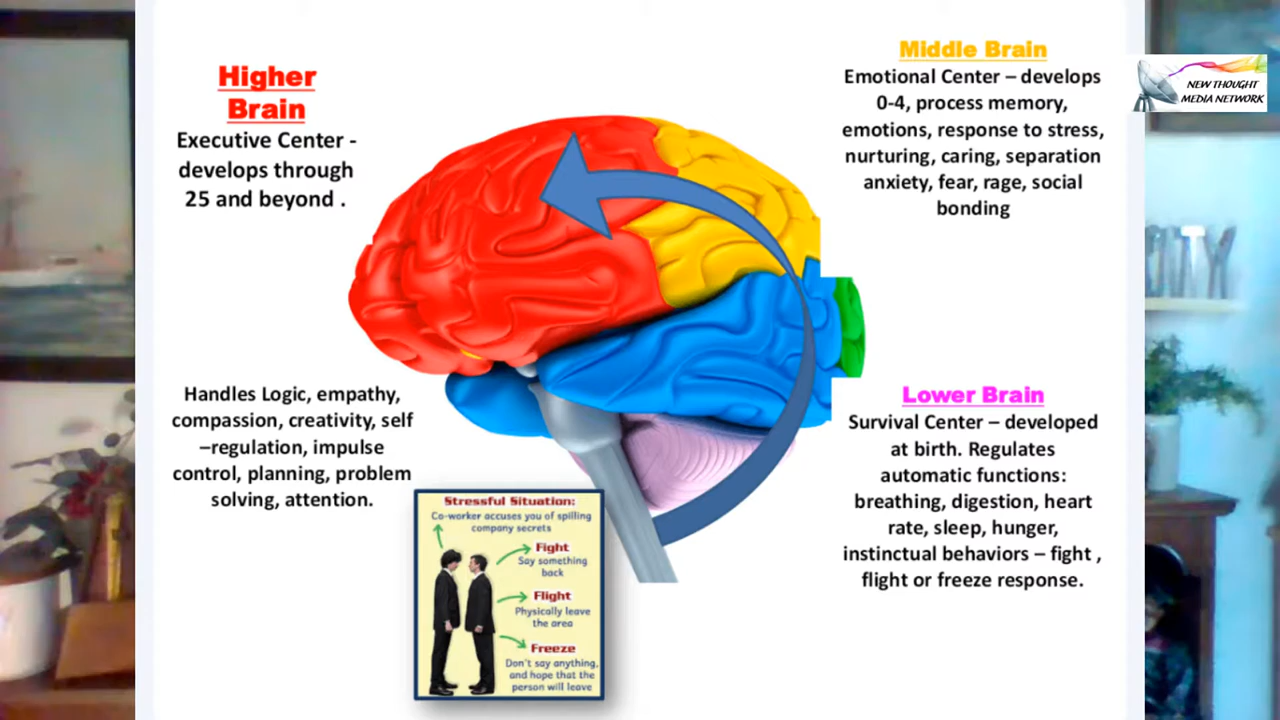 Higher
Brain
Executive Center -
develops through
25 and beyond .
Handles Logic, empathy,
compassion, creativity, self
–regulation, impulse
control, planning, problem
solving, attention.
Stressful Situation:
Co-worker accuses you of spilling
company secrets
Fight
Say something
back
Flight
Physically leave
the area
Freeze
Don't say anything,
and hope that the
person will leave
Middle Brain
Emotional Center – develops
0-4, process memory,
emotions, response to stress,
nurturing, caring, separation
anxiety, fear, rage, social
bonding
Lower Brain
Survival Center – developed
at birth. Regulates
automatic functions:
breathing, digestion, heart
rate, sleep, hunger,
instinctual behaviors – fight ,
flight or freeze response.
NEW THOUGHT
MEDIA NETWORK